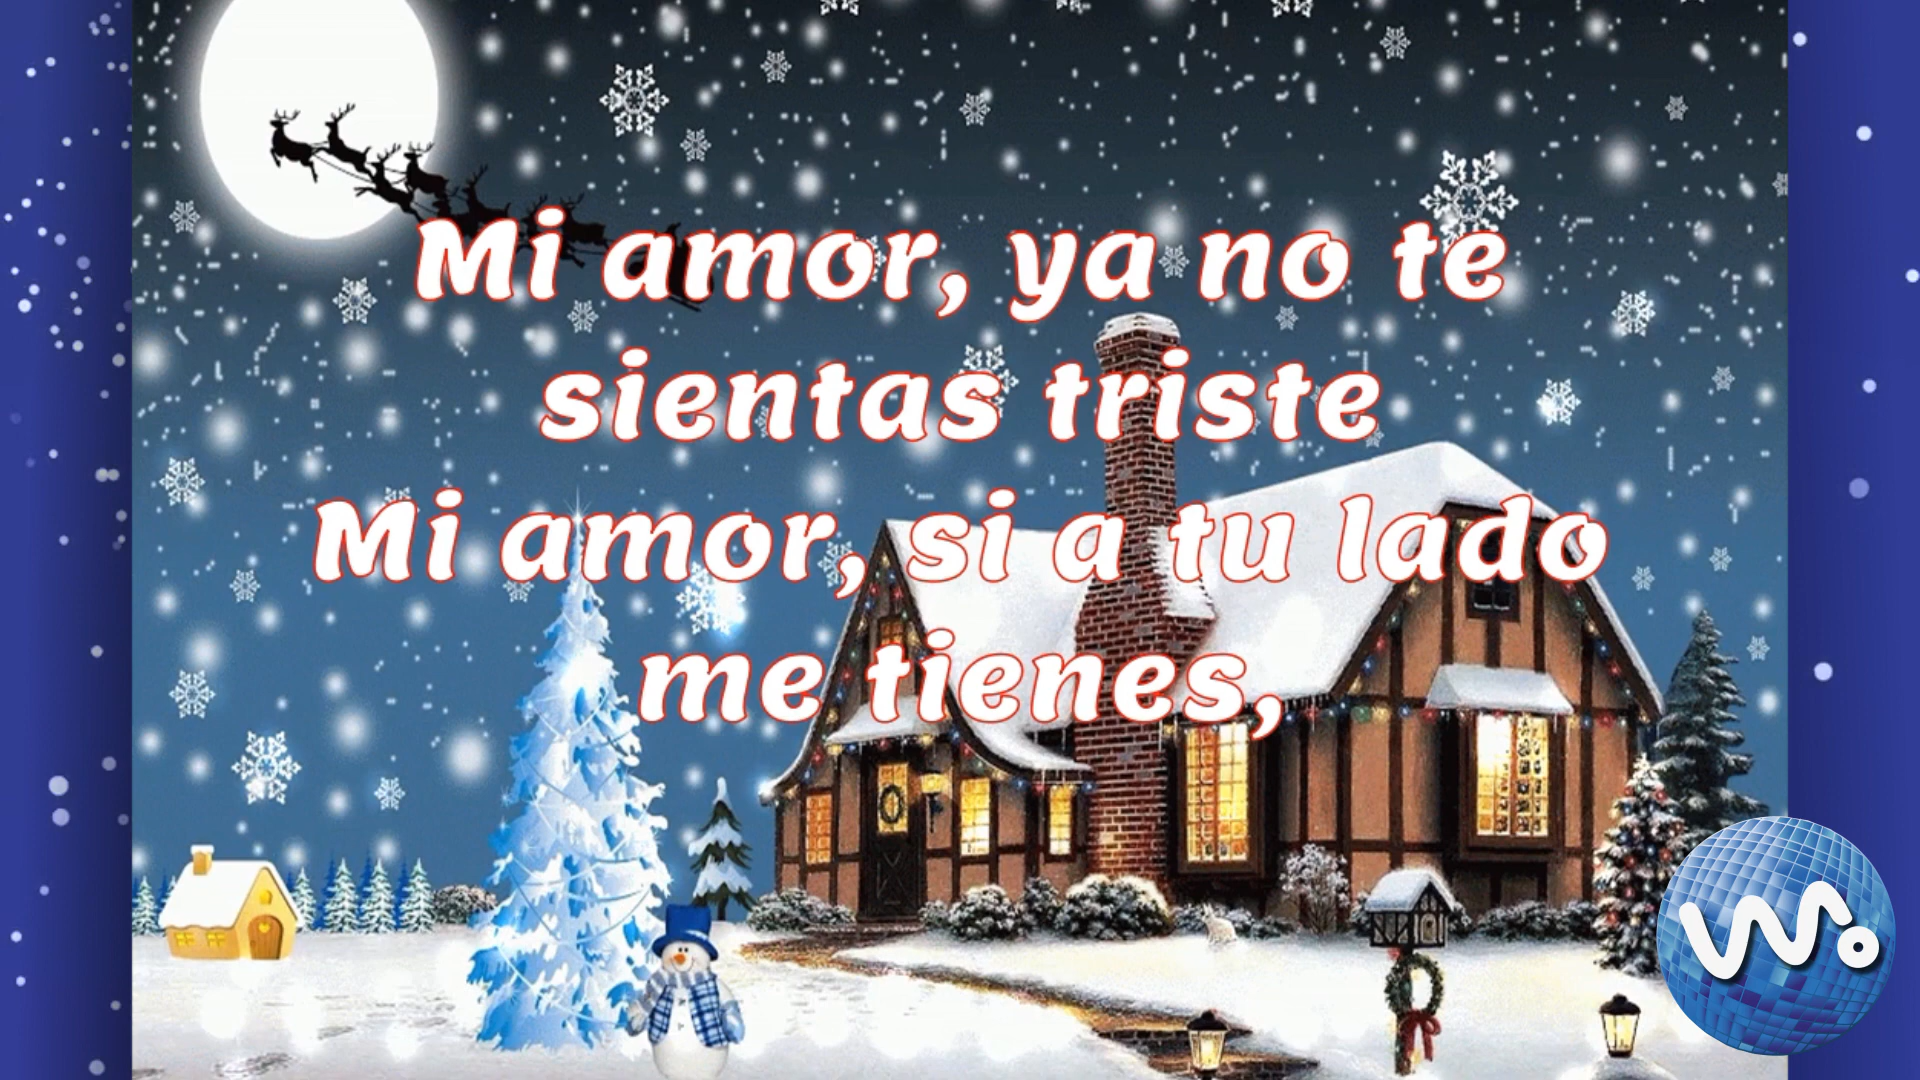 Mi amor, ya no te
sientas triste
Mi amor, si a tu lado
me tienes,